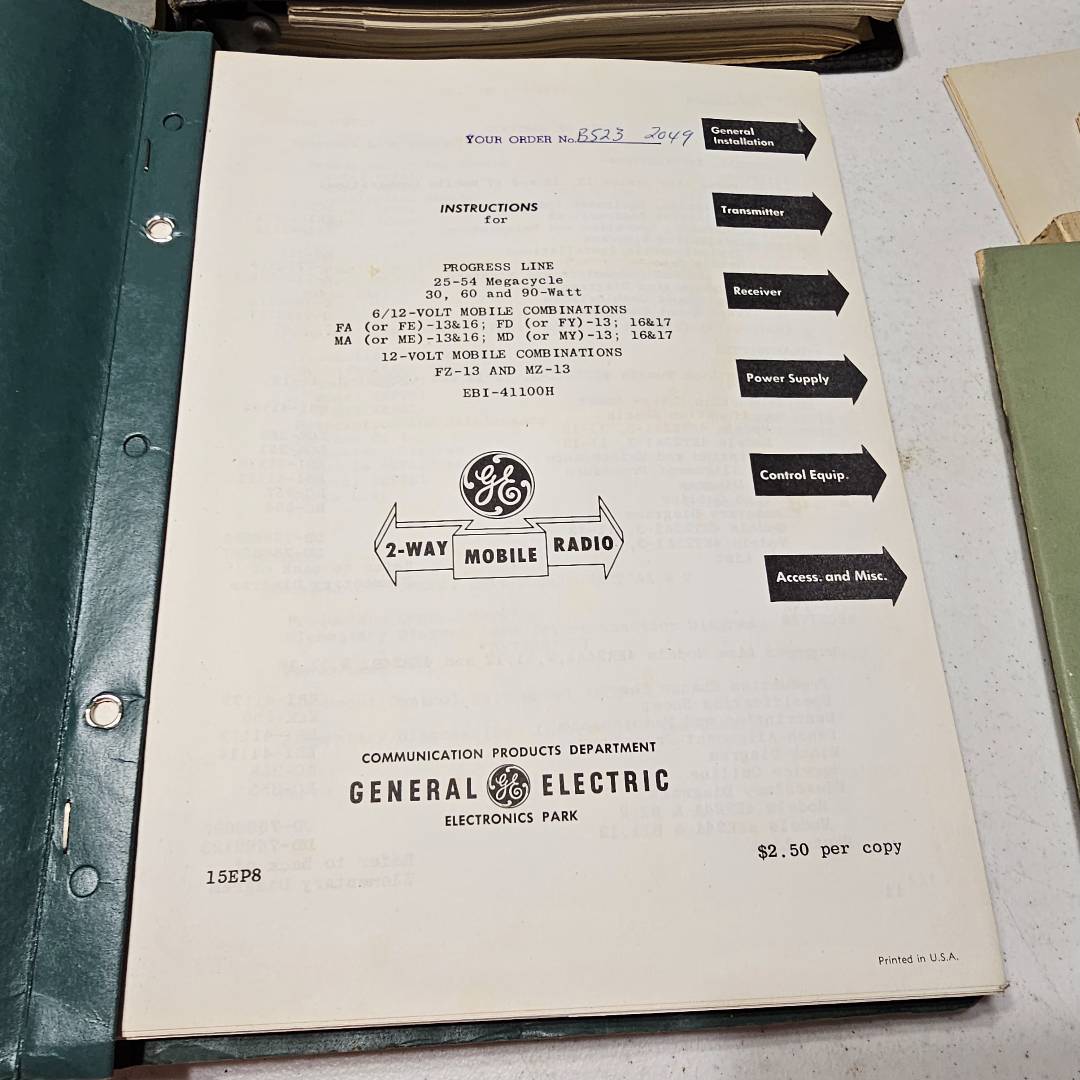 YOUR ORDER No. B523 2049
General
Installation
INSTRUCTIONS
for
Transmitter
PROGRESS LINE
25-54 Megacycle
30, 60 and 90-Watt
Receiver
6/12-VOLT MOBILE COMBINATIONS
FA (or FE)-13&16; FD (or FY)-13; 16&17
MA (or ME)-13&16; MD (or MY)-13; 16&17
12-VOLT MOBILE COMBINATIONS
FZ-13 AND MZ-13
Power Supply
EBI-41100H
Control Equip.
GE
2-WAY MOBILE RADIO
Access. and Misc.
COMMUNICATION PRODUCTS DEPARTMENT
GENERAL GE ELECTRIC
ELECTRONICS PARK
$2.50 per copy
15EP8
Printed in U.S.A.